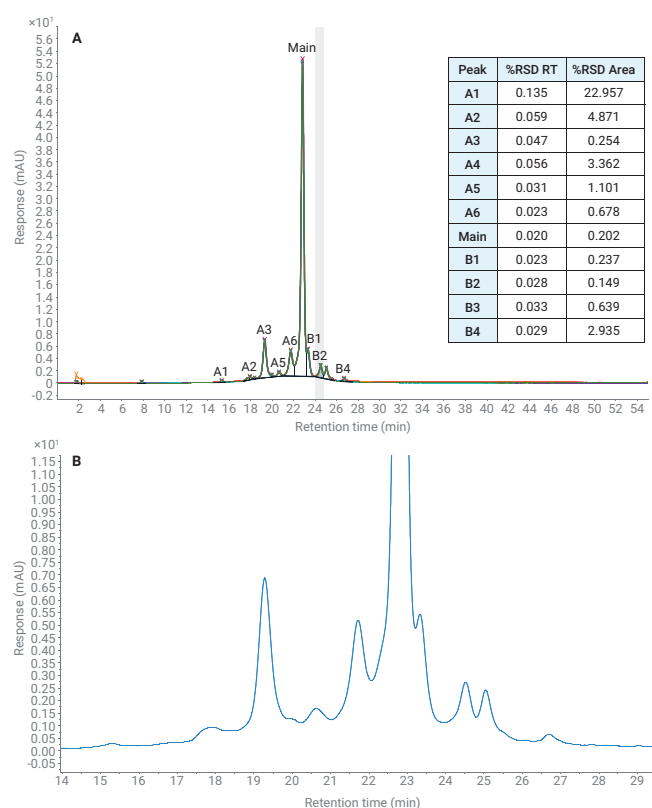 ×10¹
A
5.6
5.4
5.2
5.0
4.8
4.6
4.4
4.2
4.0
3.8
3.6
3.4
3.2
3.0
2.8
2.6
2.4
2.2
2.0
1.8
1.6
1.4
1.2
1.0
0.8
0.6
0.4
0.2
0
-0.2
Response (mAU)
Main
A1
A2
A3
A5
A6
B1
B2
B4
2 4 6 8 10 12 14 16 18 20 22 24 26 28 30 32 34 36 38 40 42 44 46 48 50 52 54
Retention time (min)
Peak %RSD RT %RSD Area
A1 0.135 22.957
A2 0.059 4.871
A3 0.047 0.254
A4 0.056 3.362
A5 0.031 1.101
A6 0.023 0.678
Main 0.020 0.202
B1 0.023 0.237
B2 0.028 0.149
B3 0.033 0.639
B4 0.029 2.935
×10¹
B
1.15
1.10
1.05
1.00
0.95
0.90
0.85
0.80
0.75
0.70
0.65
0.60
0.55
0.50
0.45
0.40
0.35
0.30
0.25
0.20
0.15
0.10
0.05
0.00
-0.05
Response (mAU)
14 15 16 17 19 20 21 22 23 24 25 26 27 28 29
Retention time (min)